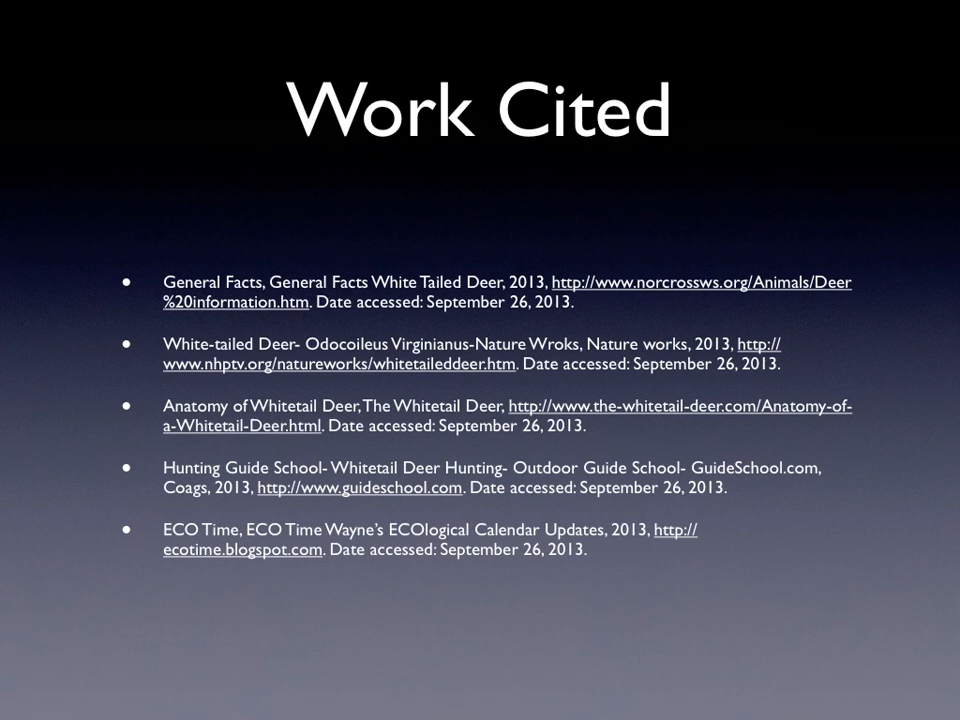 Work Cited
• General Facts, General Facts White Tailed Deer, 2013, http://www.norcrossws.org/Animals/Deer
%20information.htm. Date accessed: September 26, 2013.
• White-tailed Deer- Odocoileus Virginianus-Nature Wroks, Nature works, 2013, http://
www.nhptv.org/natureworks/whitetaileddeer.htm. Date accessed: September 26, 2013.
• Anatomy of Whitetail Deer, The Whitetail Deer, http://www.the-whitetail-deer.com/Anatomy-of-
a-Whitetail-Deer.html. Date accessed: September 26, 2013.
• Hunting Guide School- Whitetail Deer Hunting- Outdoor Guide School- GuideSchool.com,
Coags, 2013, http://www.guideschool.com. Date accessed: September 26, 2013.
• ECO Time, ECO Time Wayne's ECOlogical Calendar Updates, 2013, http://
ecotime.blogspot.com. Date accessed: September 26, 2013.